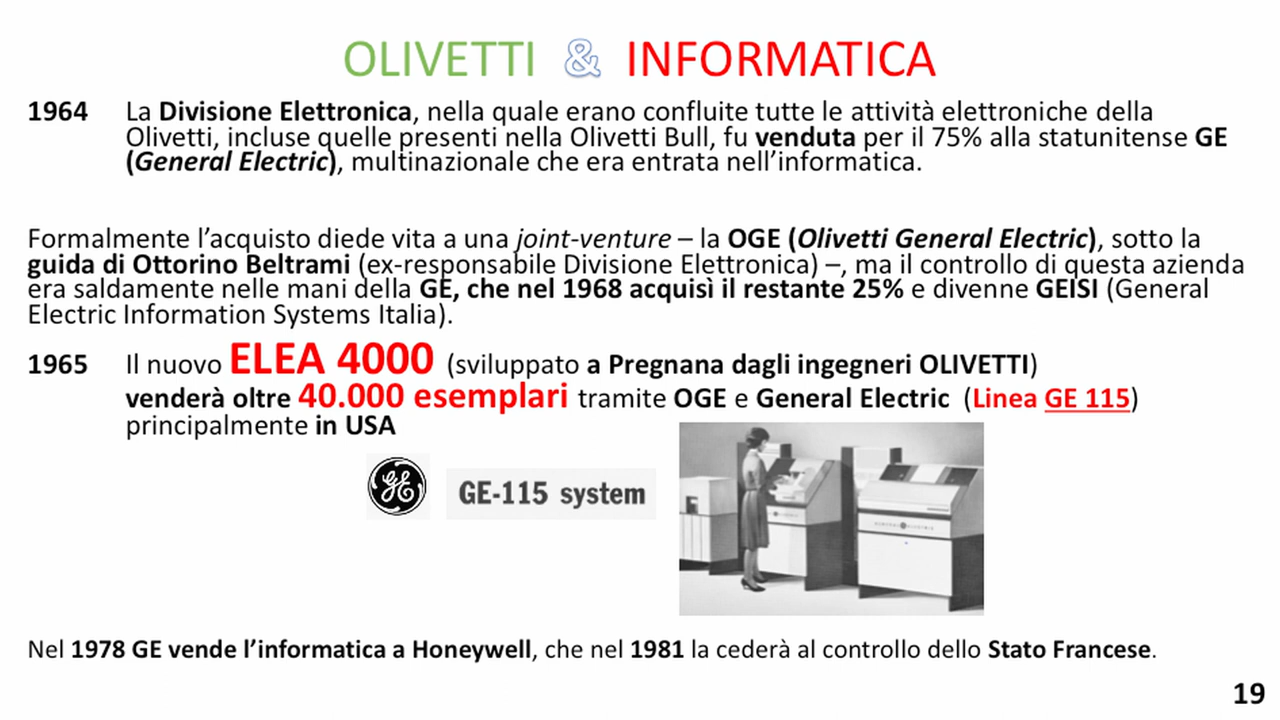 OLIVETTI & INFORMATICA
1964 La Divisione Elettronica, nella quale erano confluite tutte le attività elettroniche della
Olivetti, incluse quelle presenti nella Olivetti Bull, fu venduta per il 75% alla statunitense GE
(General Electric), multinazionale che era entrata nell’informatica.
Formalmente l’acquisto diede vita a una joint-venture – la OGE (Olivetti General Electric), sotto la
guida di Ottorino Beltrami (ex-responsabile Divisione Elettronica) –, ma il controllo di questa azienda
era saldamente nelle mani della GE, che nel 1968 acquisì il restante 25% e divenne GEISI (General
Electric Information Systems Italia).
1965 Il nuovo ELEA 4000 (sviluppato a Pregnana dagli ingegneri OLIVETTI)
venderà oltre 40.000 esemplari tramite OGE e General Electric (Linea GE 115)
principalmente in USA
GE
GE-115 system
GENERAL ELECTRIC
Nel 1978 GE vende l’informatica a Honeywell, che nel 1981 la cederà al controllo dello Stato Francese.
19